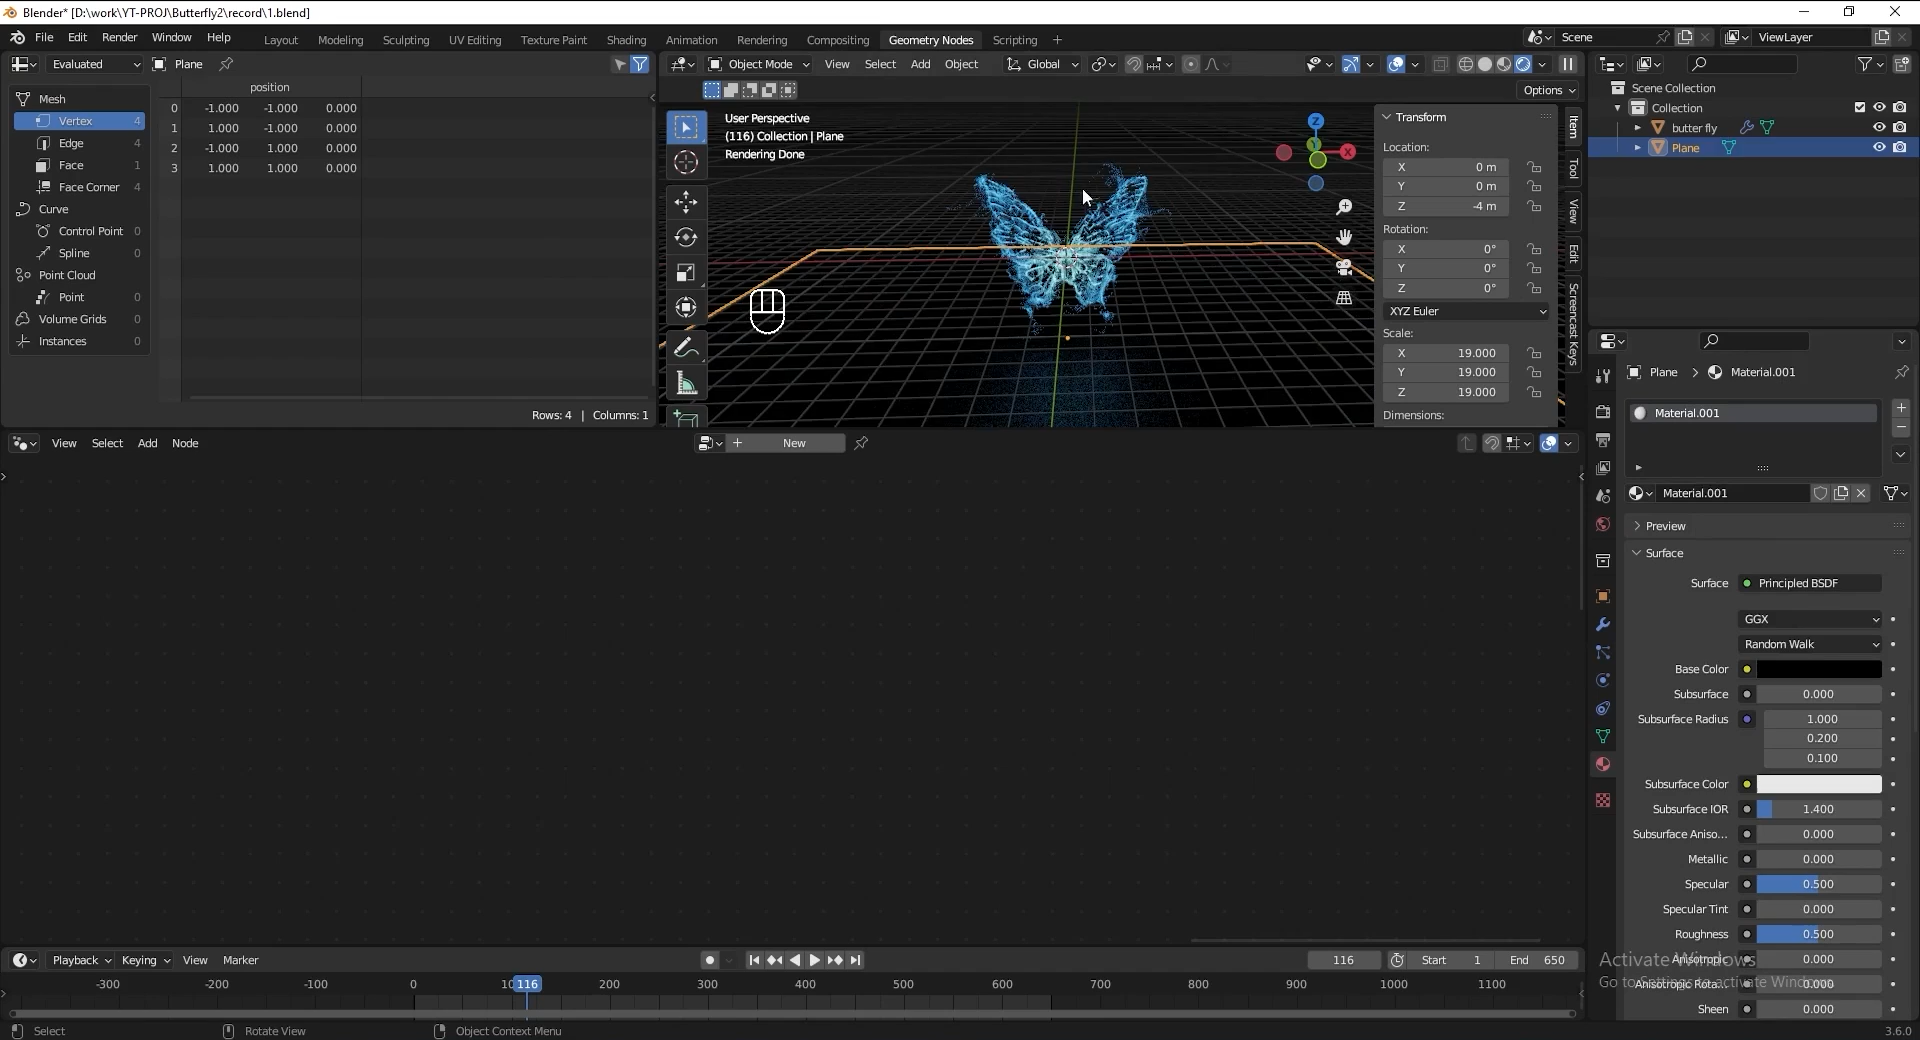 Blender* [D:\work\YT-PROJ\Butterfly2\record\1.blend]
File Edit Render Window Help
Layout Modeling Sculpting UV Editing Texture Paint Shading Animation Rendering Compositing Geometry Nodes Scripting +
Scene ViewLayer
Evaluated Plane
Object Mode View Select Add Object Global
Options
position
Mesh
Vertex 4
Edge 4
Face 1
Face Corner 4
Curve
Control Point 0
Spline 0
Point Cloud
Point 0
Volume Grids 0
Instances 0
0 -1.000 -1.000 0.000
1 1.000 -1.000 0.000
2 -1.000 1.000 0.000
3 1.000 1.000 0.000
Rows: 4 | Columns: 1
User Perspective
(116) Collection | Plane
Rendering Done
Z
X
Y
Transform
Location:
X 0 m
Y 0 m
Z -4 m
Rotation:
X 0°
Y 0°
Z 0°
XYZ Euler
Scale:
X 19.000
Y 19.000
Z 19.000
Dimensions:
Item
Tool
View
Edit
Screencast Keys
Scene Collection
Collection
butter fly
Plane
Plane > Material.001
Material.001
Material.001
Preview
Surface
Surface Principled BSDF
GGX
Random Walk
Base Color
Subsurface 0.000
Subsurface Radius 1.000
0.200
0.100
Subsurface Color
Subsurface IOR 1.400
Subsurface Aniso... 0.000
Metallic 0.000
Specular 0.500
Specular Tint 0.000
Roughness 0.500
Anisotropic 0.000
Anisotropic Rota... 0.000
Sheen 0.000
Activate Windows
Go to Settings to activate Windows.
View Select Add Node
New
Playback Keying View Marker
116 Start 1 End 650
-300 -200 -100 0 116 200 300 400 500 600 700 800 900 1000 1100
Select Rotate View Object Context Menu
3.6.0